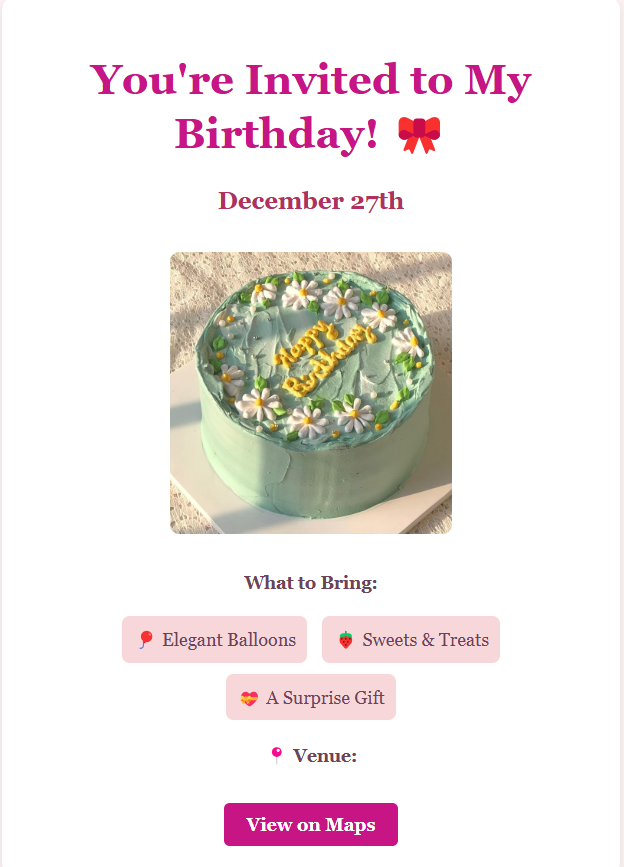 You're Invited to My
Birthday! 🎀
December 27th
Happy
Birthday
What to Bring:
🎈 Elegant Balloons
🍓 Sweets & Treats
💝 A Surprise Gift
📍 Venue:
View on Maps